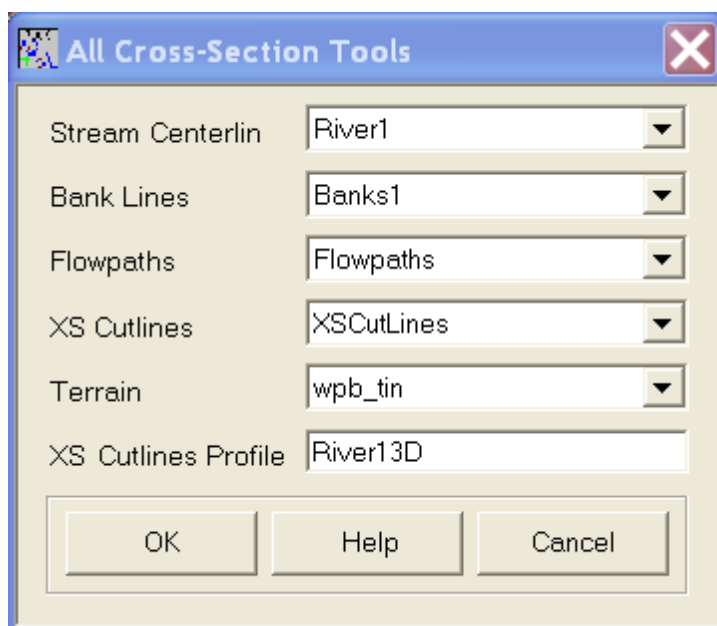 All Cross-Section Tools
Stream Centerlin River1
Bank Lines Banks1
Flowpaths Flowpaths
XS Cutlines XSCutLines
Terrain wpb_tin
XS Cutlines Profile River13D
OK Help Cancel